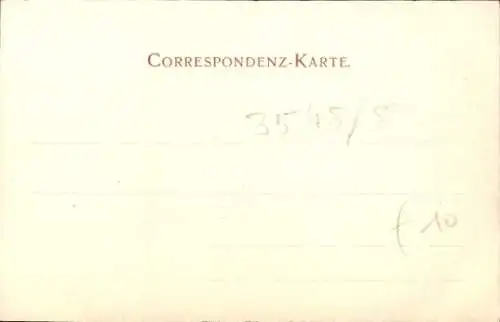 CORRESPONDENZ-KARTE.
3545/8
£ 10